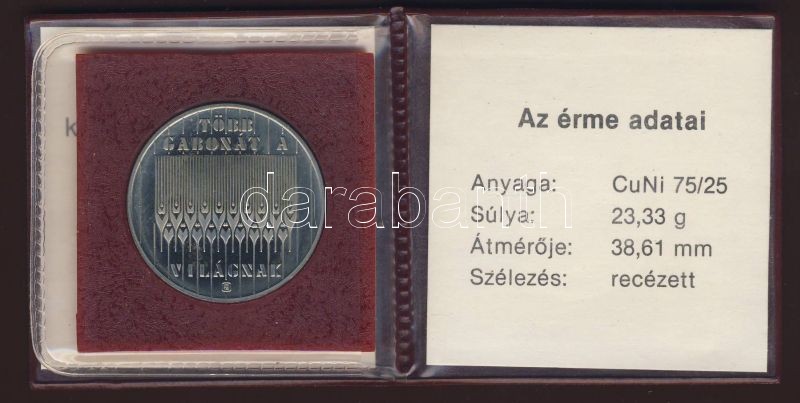 TÖBB
GABONÁT A
VILÁGNAK
k
darabanth
Az érme adatai
Anyaga: CuNi 75/25
Súlya: 23,33 g
Átmérője: 38,61 mm
Szélezés: recézett